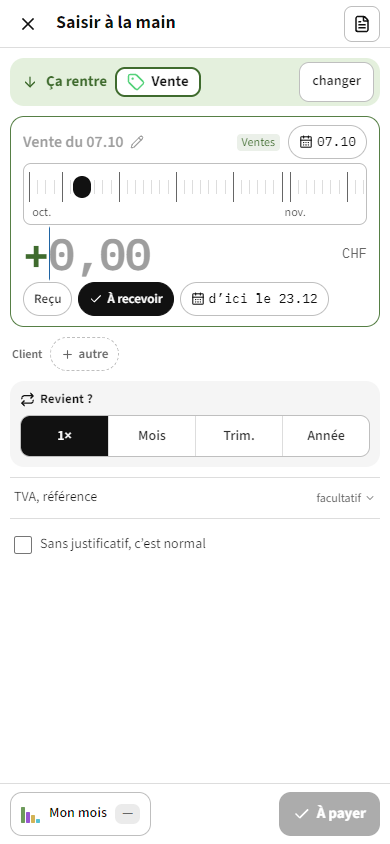 Saisir à la main
Ça rentre
Vente
changer
Vente du 07.10
Ventes
07.10
oct.
nov.
+0,00
CHF
Reçu
À recevoir
d’ici le 23.12
Client
+ autre
Revient ?
1×
Mois
Trim.
Année
TVA, référence
facultatif
Sans justificatif, c’est normal
Mon mois
—
À payer